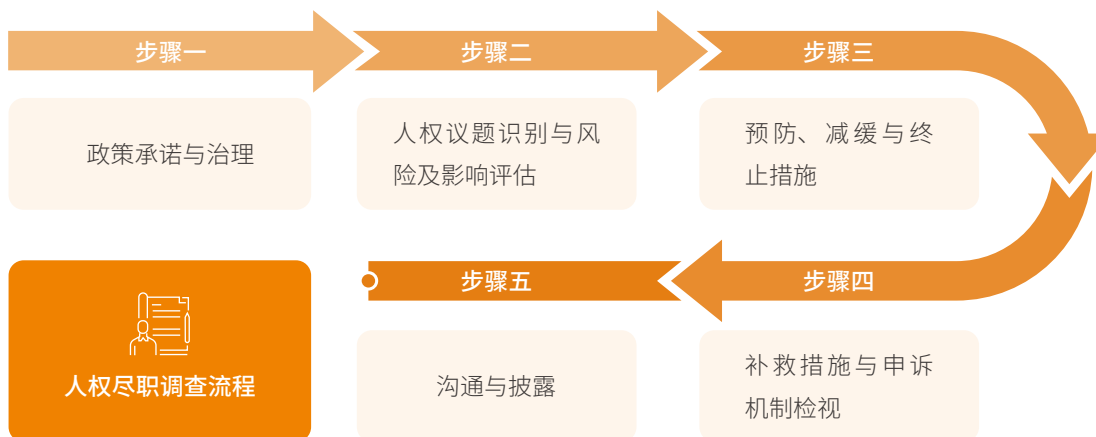 步骤一
政策承诺与治理
步骤二
人权议题识别与风
险及影响评估
步骤三
预防、减缓与终
止措施
步骤四
补救措施与申诉
机制检视
步骤五
沟通与披露
人权尽职调查流程